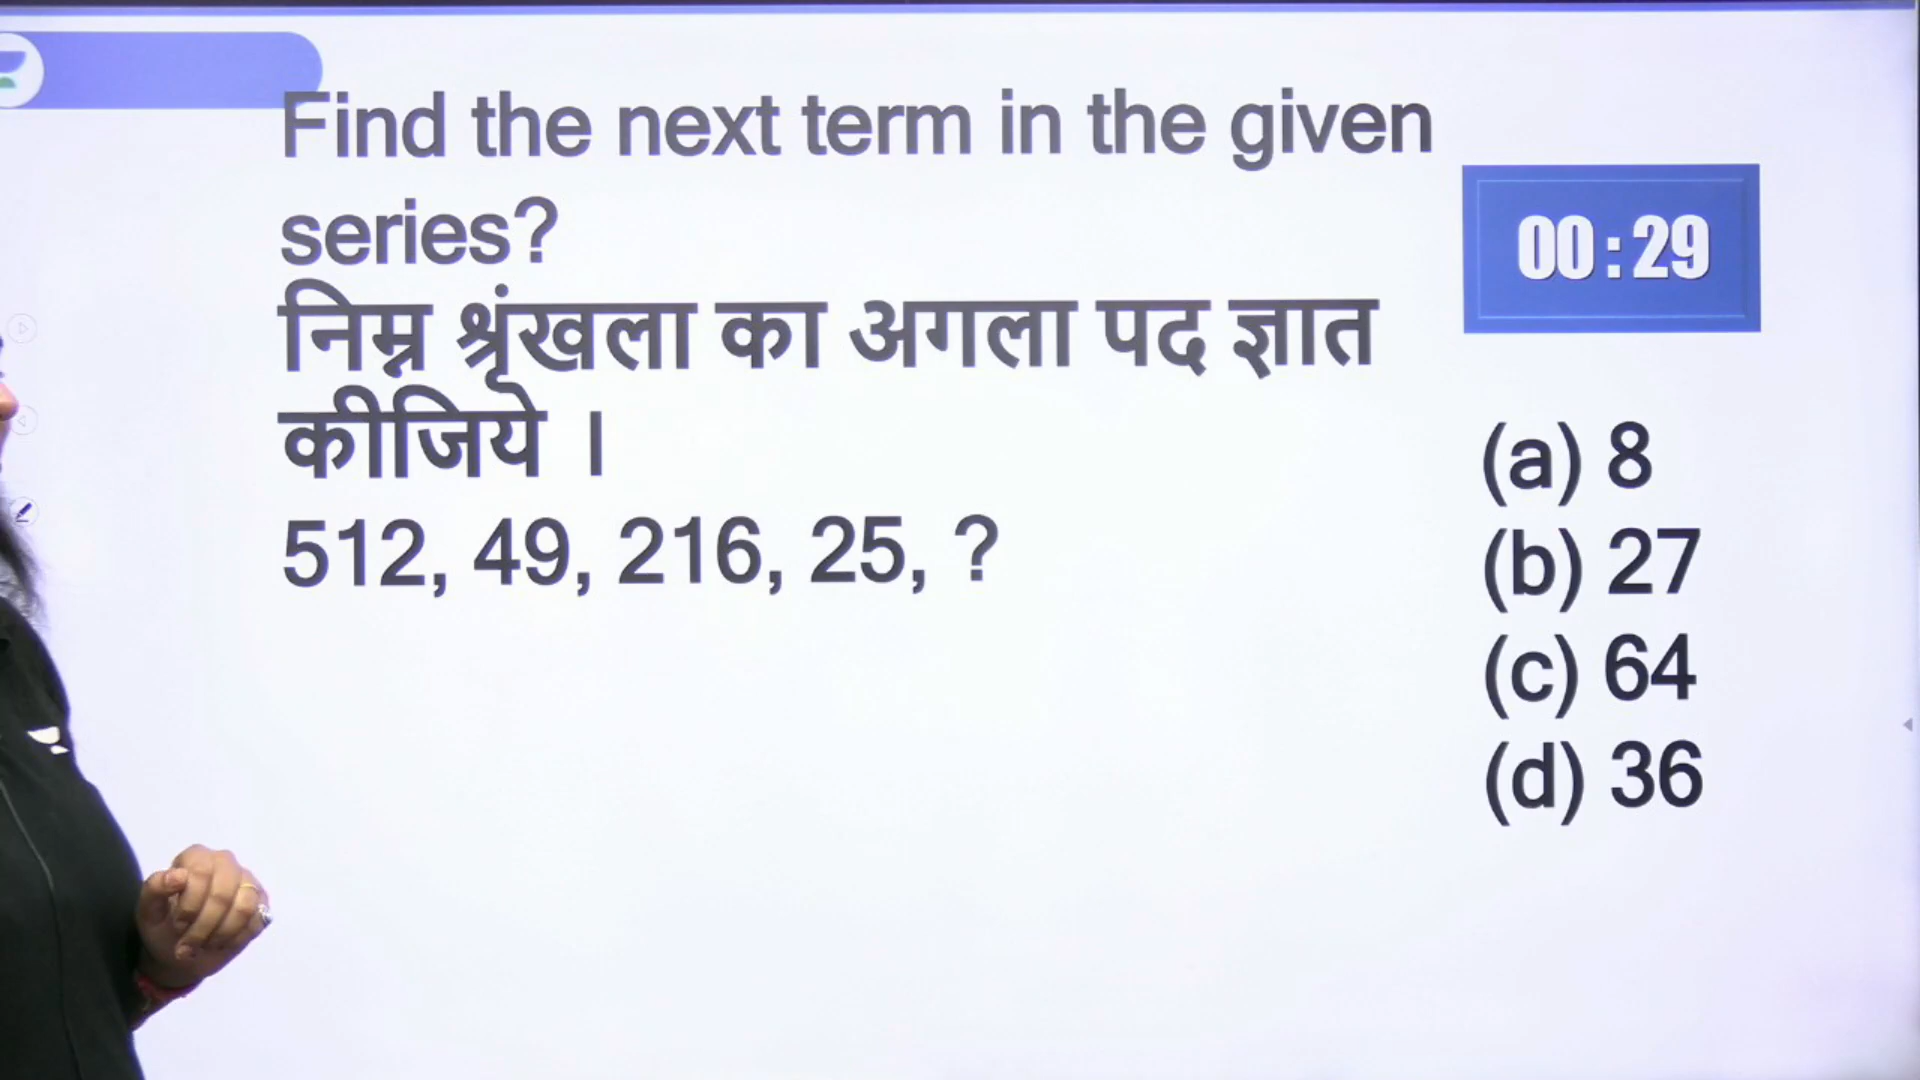 Find the next term in the given
series?
निम्न श्रृंखला का अगला पद ज्ञात
कीजिये ।
512, 49, 216, 25, ?
00:29
(a) 8
(b) 27
(c) 64
(d) 36